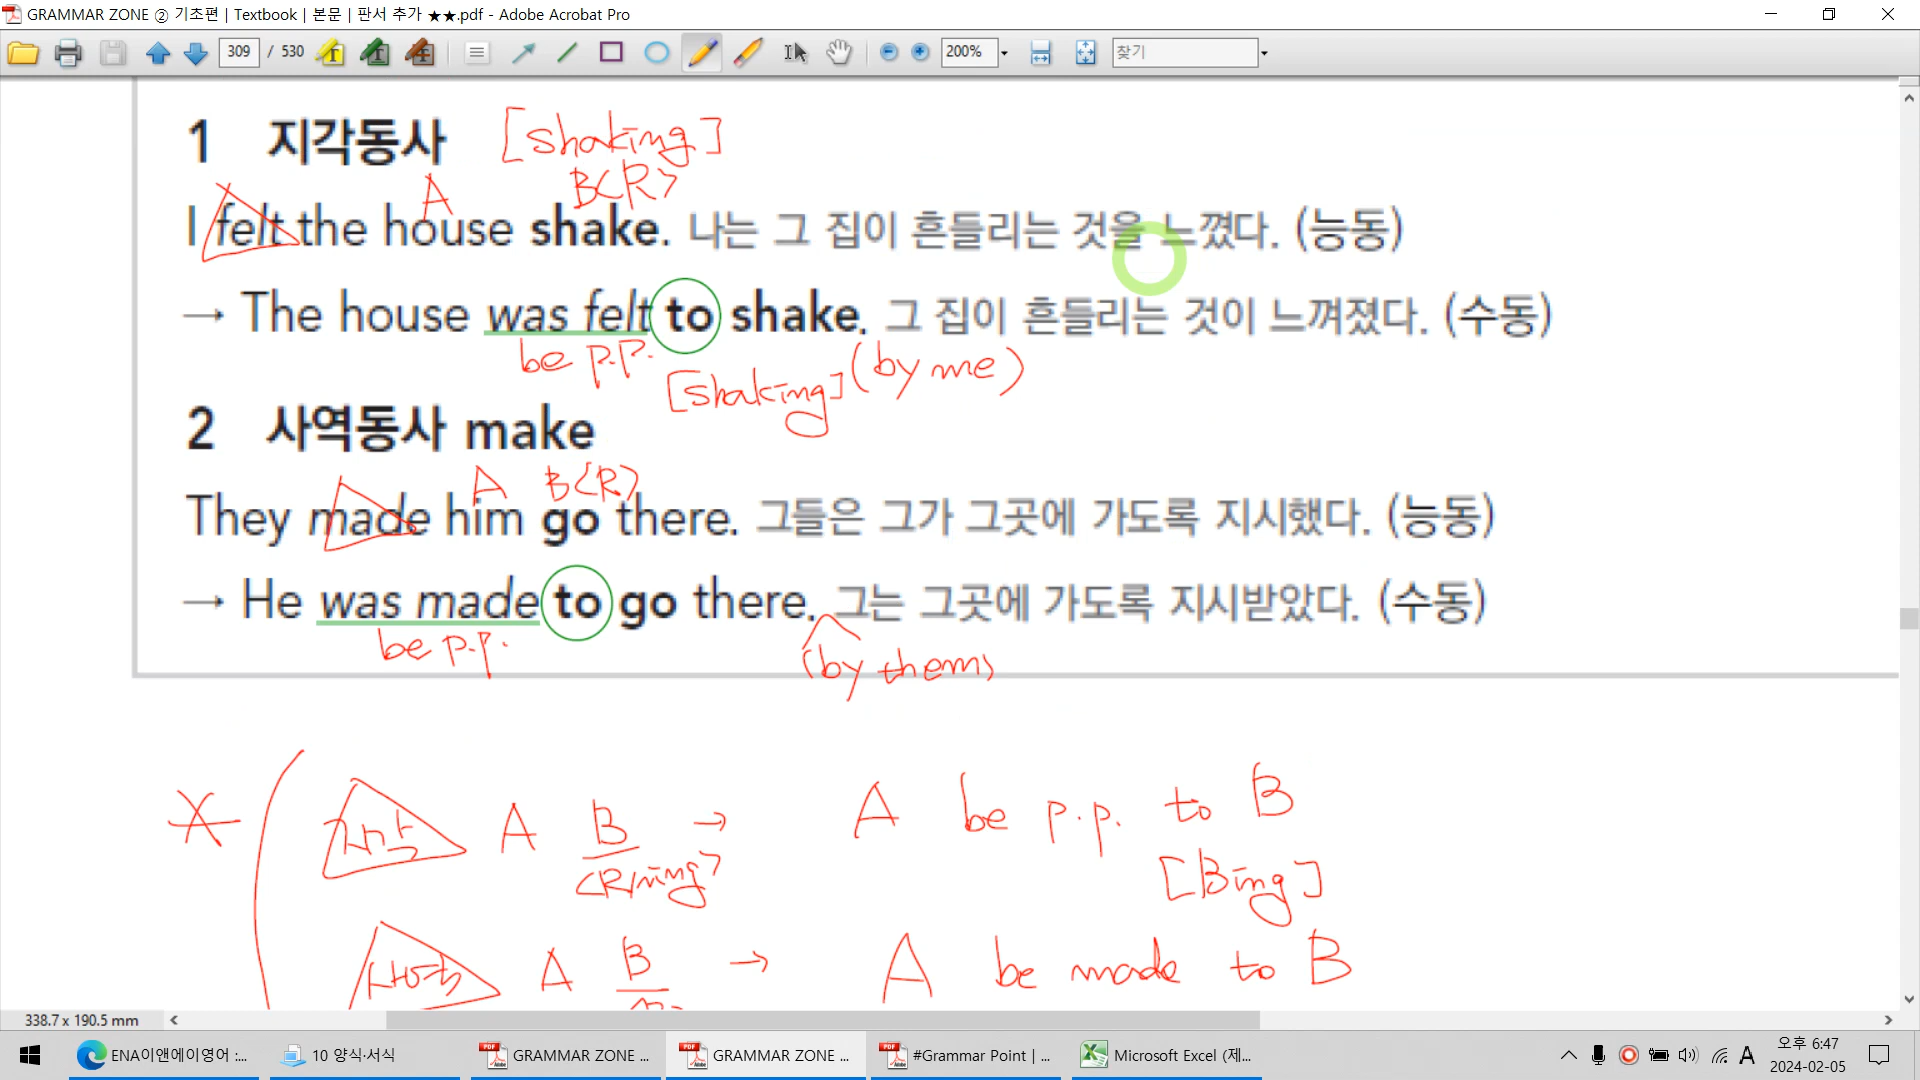 GRAMMAR ZONE ② 기초편 | Textbook | 본문 | 판서 추가 ★★.pdf - Adobe Acrobat Pro
309 / 530
200%
찾기
1 지각동사 [shaking]
A B<R>
I felt the house shake. 나는 그 집이 흔들리는 것을 느꼈다. (능동)
→ The house was felt to shake. 그 집이 흔들리는 것이 느껴졌다. (수동)
be p.p. [shaking] (by me)
2 사역동사 make
A B<R>
They made him go there. 그들은 그가 그곳에 가도록 지시했다. (능동)
→ He was made to go there. 그는 그곳에 가도록 지시받았다. (수동)
be p.p. (by them)
지각 A B → A be p.p. to B
<R/ning> [Bing]
사역 A B → A be made to B
338.7 x 190.5 mm
ENA이앤에이영어 :...
10 양식·서식
GRAMMAR ZONE ...
GRAMMAR ZONE ...
#Grammar Point | ...
Microsoft Excel (제...
A
오후 6:47
2024-02-05